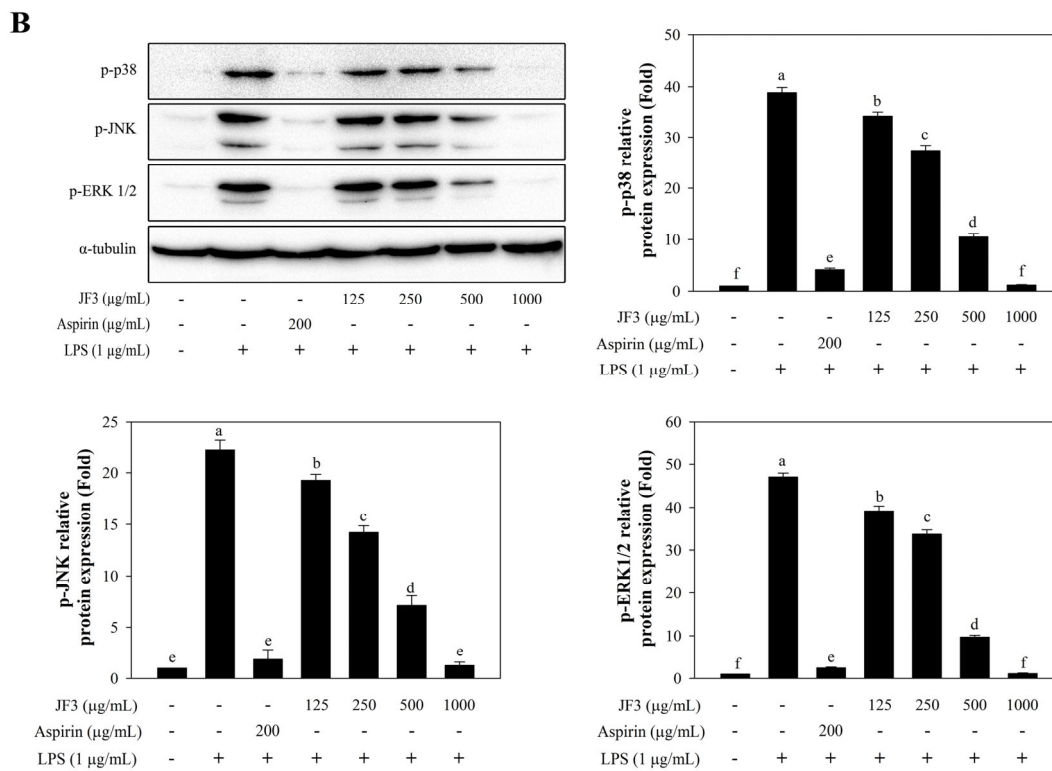 B
p-p38
p-JNK
p-ERK 1/2
α-tubulin
JF3 (μg/mL) - - - 125 250 500 1000
Aspirin (μg/mL) - - 200 - - - -
LPS (1 μg/mL) - + + + + + +
p-p38 relative
protein expression (Fold)
50
40
30
20
10
0
f a e b c d f
JF3 (μg/mL) - - - 125 250 500 1000
Aspirin (μg/mL) - - 200 - - - -
LPS (1 μg/mL) - + + + + + +
p-JNK relative
protein expression (Fold)
25
20
15
10
5
0
e a e b c d e
JF3 (μg/mL) - - - 125 250 500 1000
Aspirin (μg/mL) - - 200 - - - -
LPS (1 μg/mL) - + + + + + +
p-ERK1/2 relative
protein expression (Fold)
60
50
40
30
20
10
0
f a e b c d f
JF3 (μg/mL) - - - 125 250 500 1000
Aspirin (μg/mL) - - 200 - - - -
LPS (1 μg/mL) - + + + + + +